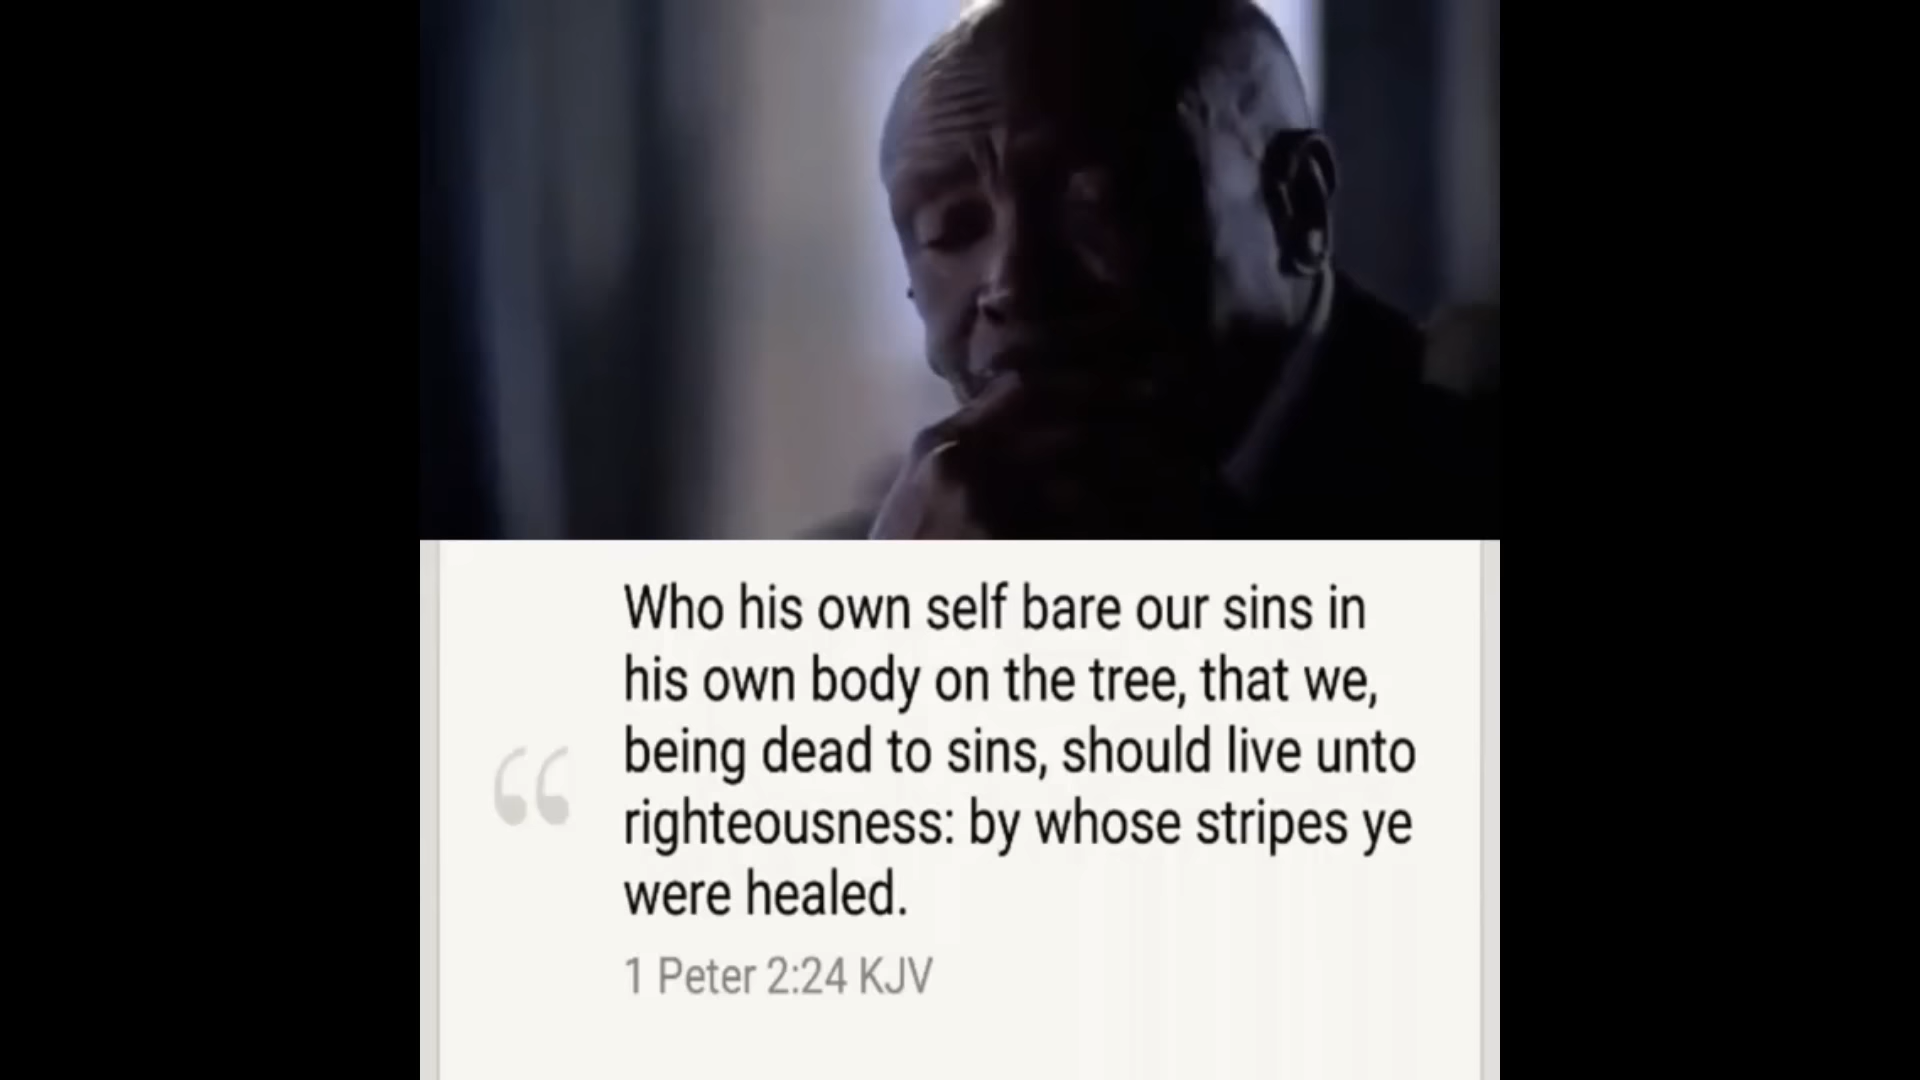 Who his own self bare our sins in
his own body on the tree, that we,
being dead to sins, should live unto
righteousness: by whose stripes ye
were healed.
1 Peter 2:24 KJV